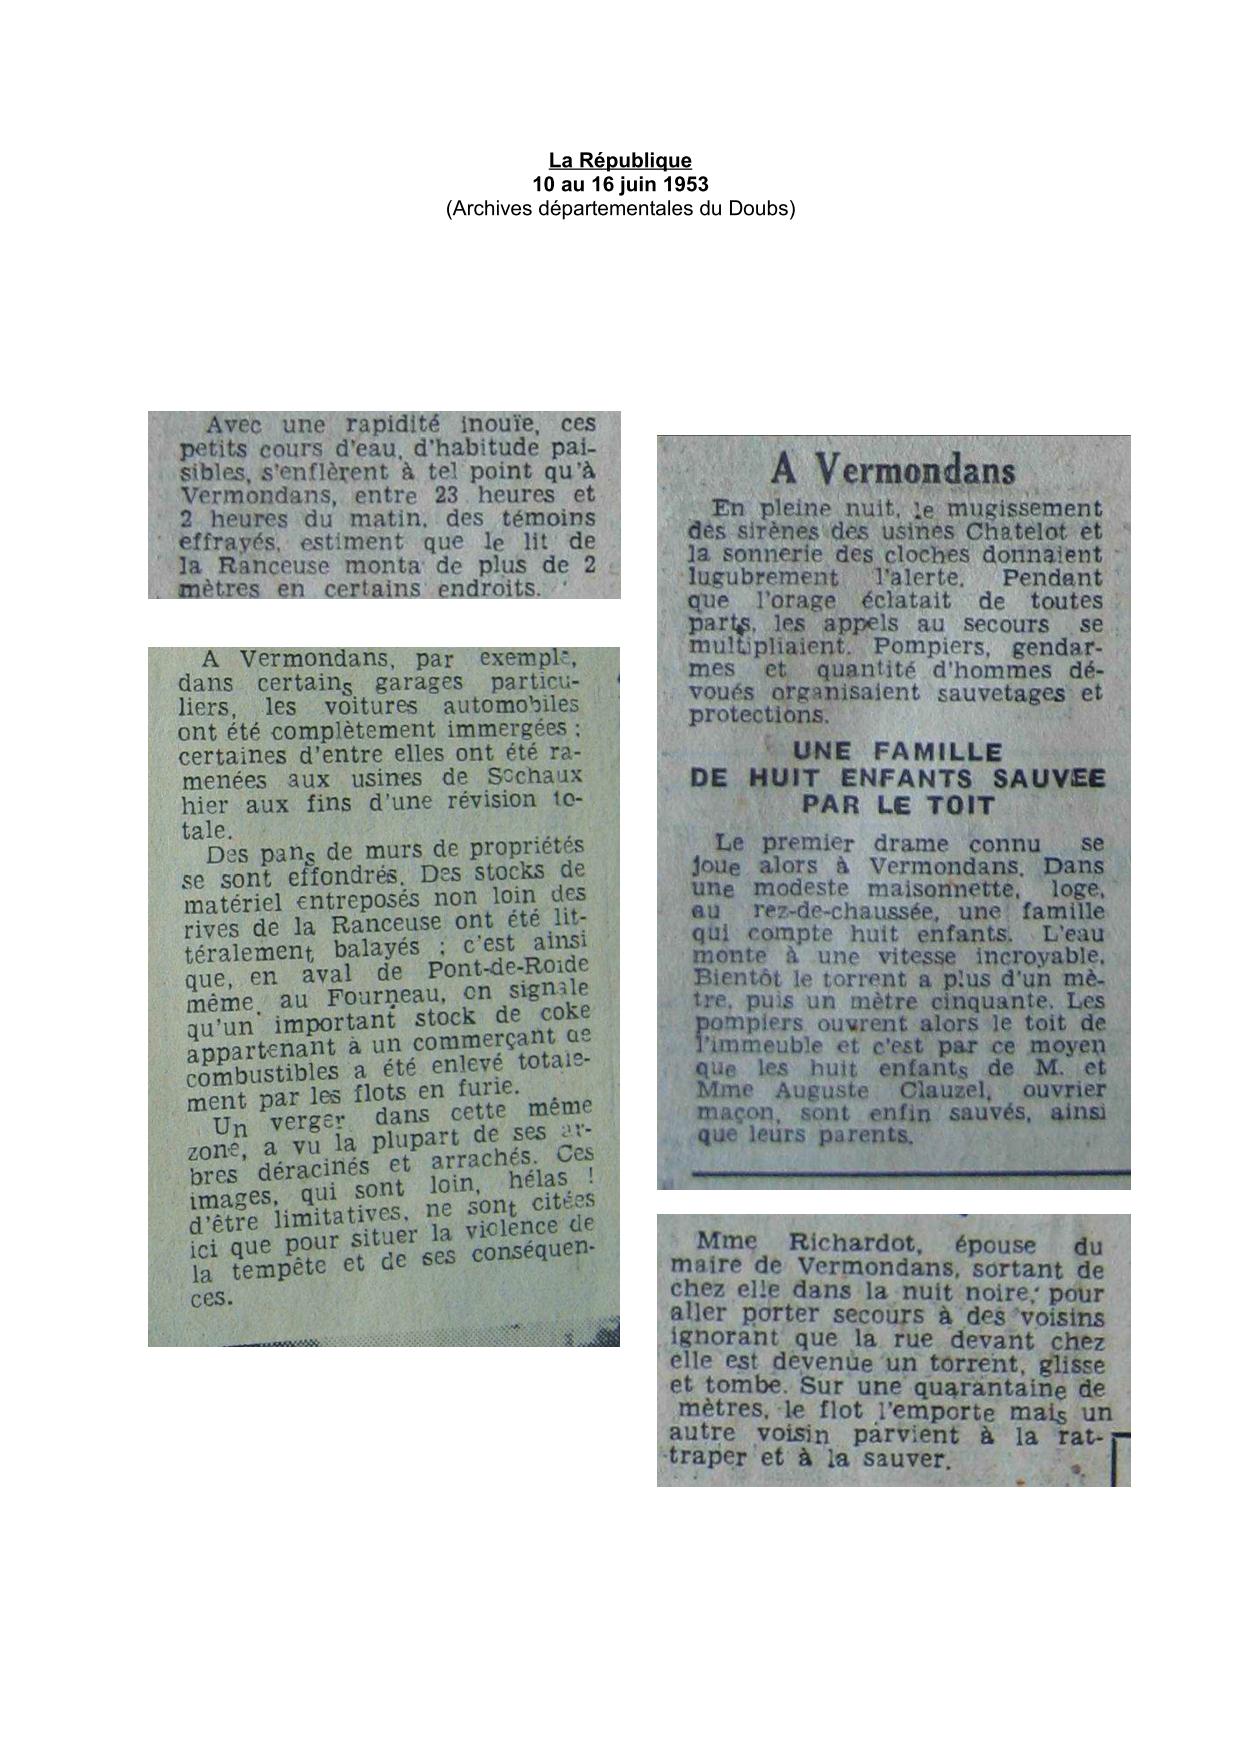 La République
10 au 16 juin 1953
(Archives départementales du Doubs)
Avec une rapidité inouïe, ces
petits cours d'eau, d'habitude pai-
sibles, s'enflèrent à tel point qu'à
Vermondans, entre 23 heures et
2 heures du matin, des témoins
effrayés, estiment que le lit de
la Ranceuse monta de plus de 2
mètres en certains endroits.
A Vermondans, par exemple,
dans certains garages particu-
liers, les voitures automobiles
ont été complètement immergées ;
certaines d'entre elles ont été ra-
menées aux usines de Sochaux
hier aux fins d'une révision to-
tale.
Des pans de murs de propriétés
se sont effondrés. Des stocks de
matériel entreposés non loin des
rives de la Ranceuse ont été lit-
téralement balayés ; c'est ainsi
que, en aval de Pont-de-Roide
même, au Fourneau, on signale
qu'un important stock de coke
appartenant à un commerçant de
combustibles a été enlevé totale-
ment par les flots en furie.
Un verger dans cette même
zone, a vu la plupart de ses ar-
bres déracinés et arrachés. Ces
images, qui sont loin, hélas !
d'être limitatives, ne sont citées
ici que pour situer la violence de
la tempête et de ses conséquen-
ces.
A Vermondans
En pleine nuit, le mugissement
des sirènes des usines Chatelot et
la sonnerie des cloches donnaient
lugubrement l'alerte. Pendant
que l'orage éclatait de toutes
parts, les appels au secours se
multipliaient. Pompiers, gendar-
mes et quantité d'hommes dé-
voués organisaient sauvetages et
protections.
UNE FAMILLE
DE HUIT ENFANTS SAUVEE
PAR LE TOIT
Le premier drame connu se
joue alors à Vermondans. Dans
une modeste maisonnette, loge,
au rez-de-chaussée, une famille
qui compte huit enfants. L'eau
monte à une vitesse incroyable.
Bientôt le torrent a plus d'un mè-
tre, puis un mètre cinquante. Les
pompiers ouvrent alors le toit de
l'immeuble et c'est par ce moyen
que les huit enfants de M. et
Mme Auguste Clauzel, ouvrier
maçon, sont enfin sauvés, ainsi
que leurs parents.
Mme Richardot, épouse du
maire de Vermondans, sortant de
chez elle dans la nuit noire, pour
aller porter secours à des voisins
ignorant que la rue devant chez
elle est devenue un torrent, glisse
et tombe. Sur une quarantaine de
mètres, le flot l'emporte mais un
autre voisin parvient à la rat-
traper et à la sauver.